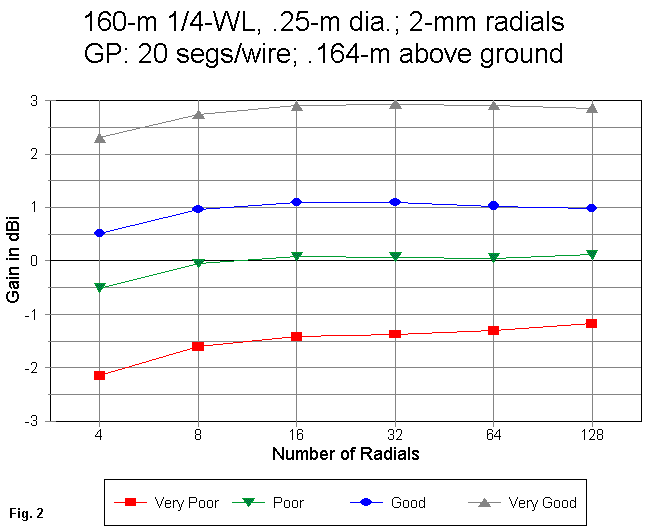 160-m 1/4-WL, .25-m dia.; 2-mm radials
GP: 20 segs/wire; .164-m above ground
3
2
1
0
-1
-2
-3
Gain in dBi
4 8 16 32 64 128
Number of Radials
Very Poor Poor Good Very Good
Fig. 2